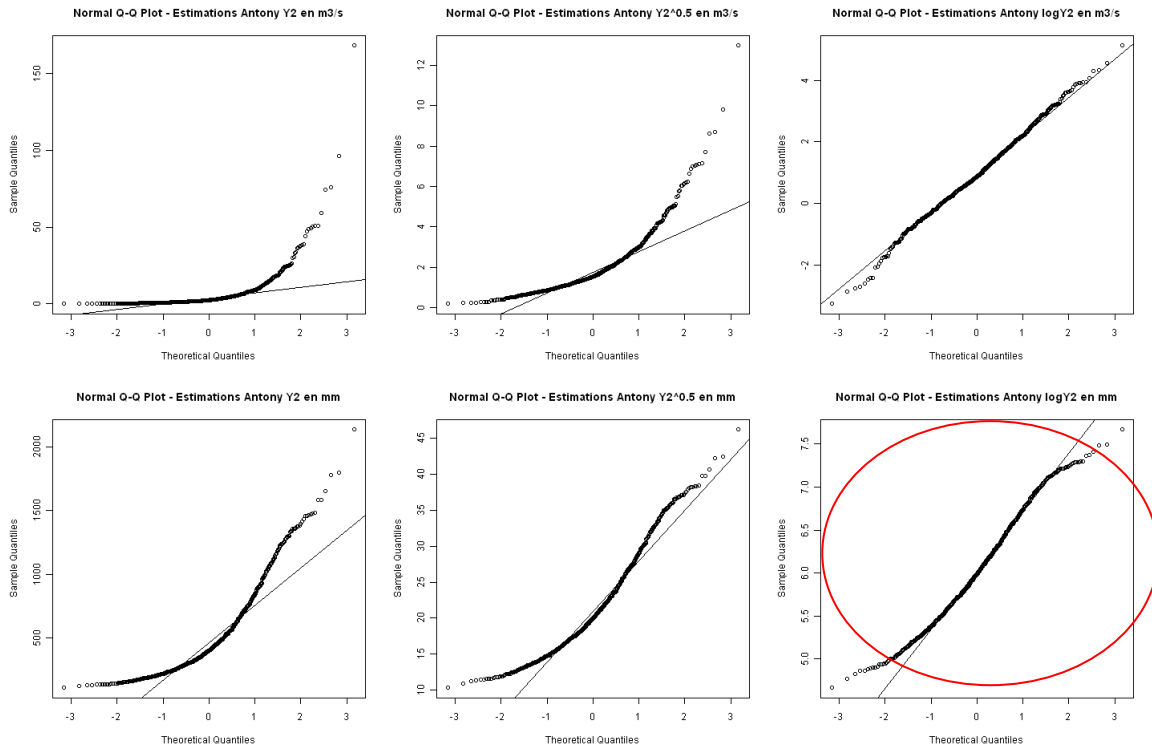 Normal Q-Q Plot - Estimations Antony Y2 en m3/s
Sample Quantiles
150
100
50
0
-3 -2 -1 0 1 2 3
Theoretical Quantiles
Normal Q-Q Plot - Estimations Antony Y2^0.5 en m3/s
Sample Quantiles
12
10
8
6
4
2
0
-3 -2 -1 0 1 2 3
Theoretical Quantiles
Normal Q-Q Plot - Estimations Antony logY2 en m3/s
Sample Quantiles
4
2
0
-2
-3 -2 -1 0 1 2 3
Theoretical Quantiles
Normal Q-Q Plot - Estimations Antony Y2 en mm
Sample Quantiles
2000
1500
1000
500
-3 -2 -1 0 1 2 3
Theoretical Quantiles
Normal Q-Q Plot - Estimations Antony Y2^0.5 en mm
Sample Quantiles
45
40
35
30
25
20
15
10
-3 -2 -1 0 1 2 3
Theoretical Quantiles
Normal Q-Q Plot - Estimations Antony logY2 en mm
Sample Quantiles
7.5
7.0
6.5
6.0
5.5
5.0
-3 -2 -1 0 1 2 3
Theoretical Quantiles